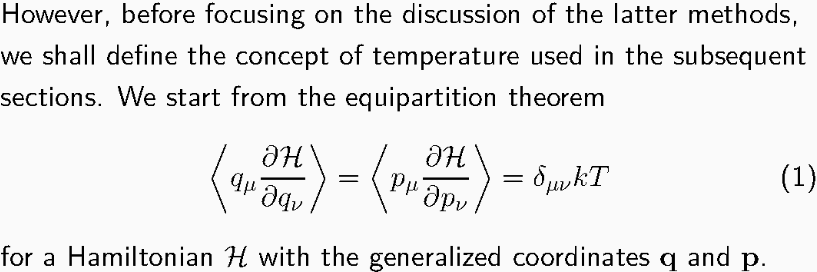 However, before focusing on the discussion of the latter methods,
we shall define the concept of temperature used in the subsequent
sections. We start from the equipartition theorem
⟨q_μ ∂ℋ/∂q_ν⟩ = ⟨p_μ ∂ℋ/∂p_ν⟩ = δ_μν kT (1)
for a Hamiltonian ℋ with the generalized coordinates q and p.